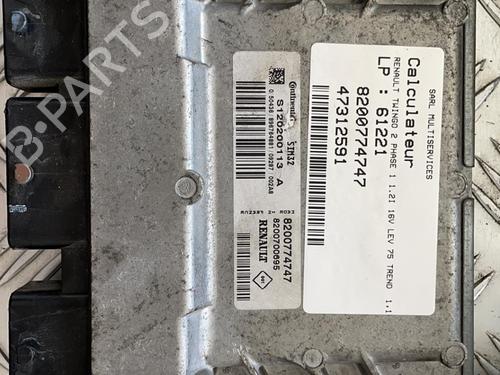 SARL MULTISERVICES
Calculateur
RENAULT TWINGO 2 PHASE 1 1.2I 16V LEV 75 TREND 1.1
LP : 61221
8200774747
47312591
Continental
SIM32
S120200113 A
8200774747
8200700695
RENAULT
B-Parts